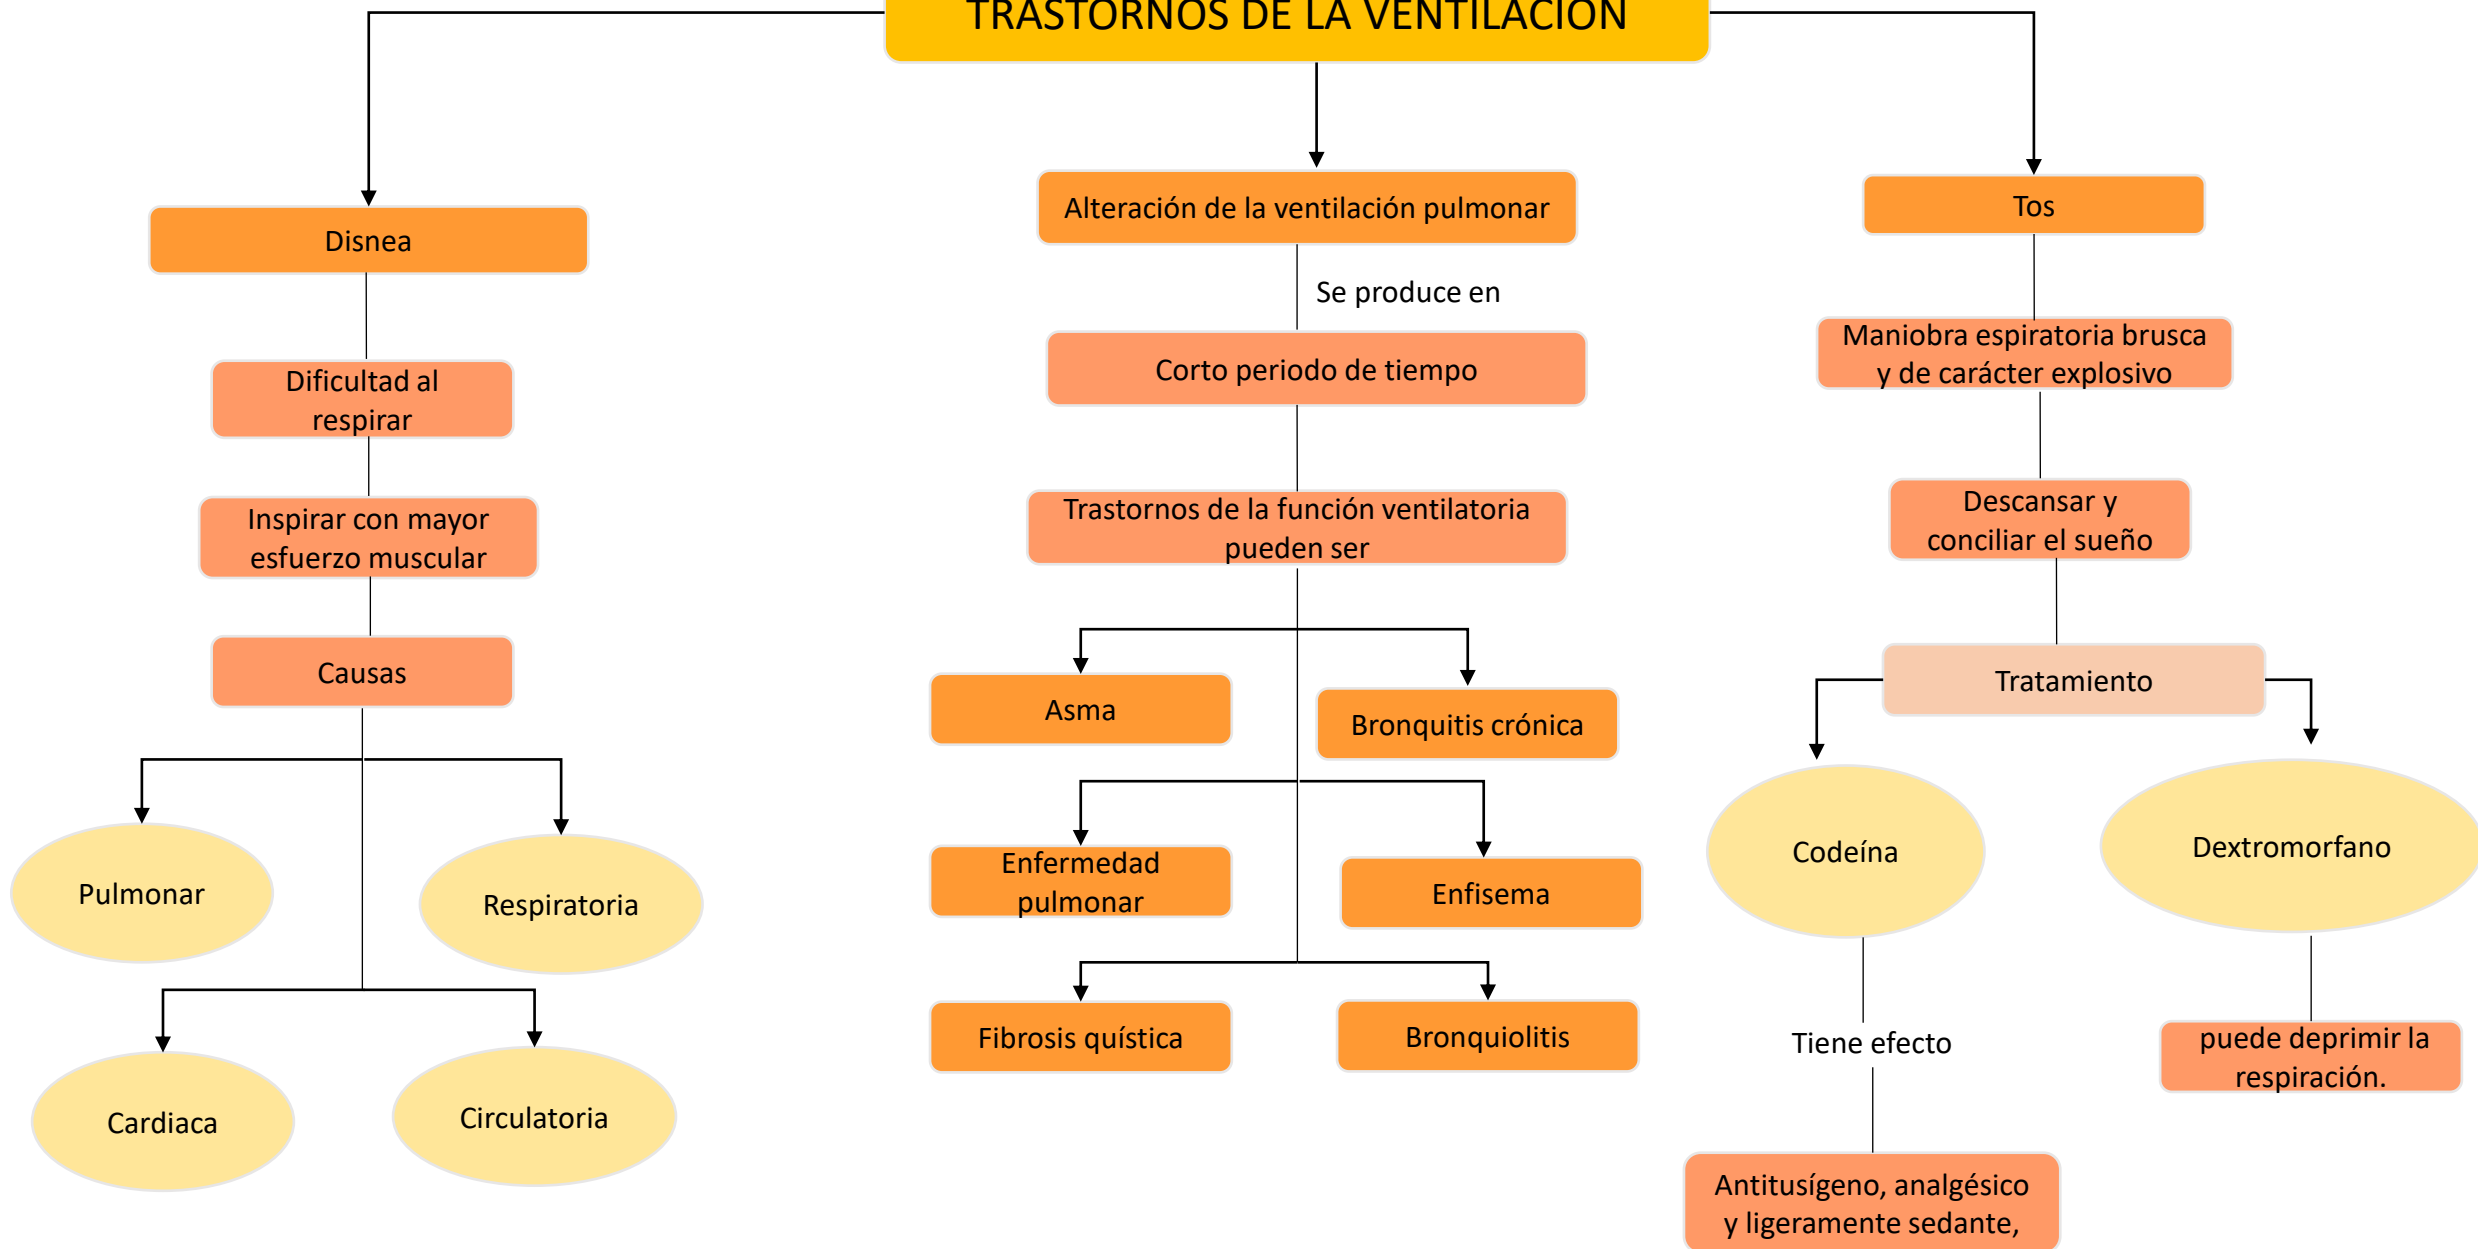 TRASTORNOS DE LA VENTILACIÓN
Disnea
Dificultad al
respirar
Inspirar con mayor
esfuerzo muscular
Causas
Pulmonar
Respiratoria
Cardiaca
Circulatoria
Alteración de la ventilación pulmonar
Se produce en
Corto periodo de tiempo
Trastornos de la función ventilatoria
pueden ser
Asma
Bronquitis crónica
Enfermedad
pulmonar
Enfisema
Fibrosis quística
Bronquiolitis
Tos
Maniobra espiratoria brusca
y de carácter explosivo
Descansar y
conciliar el sueño
Tratamiento
Codeína
Dextromorfano
Tiene efecto
puede deprimir la
respiración.
Antitusígeno, analgésico
y ligeramente sedante,